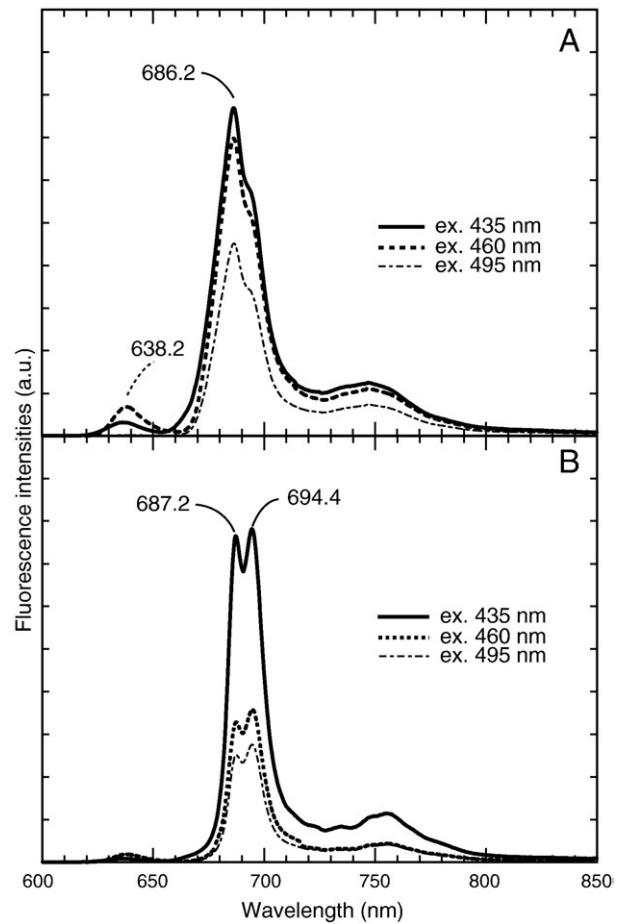 A
686.2
ex. 435 nm
ex. 460 nm
ex. 495 nm
638.2
Fluorescence intensities (a.u.)
B
687.2
694.4
ex. 435 nm
ex. 460 nm
ex. 495 nm
600 650 700 750 800 850
Wavelength (nm)